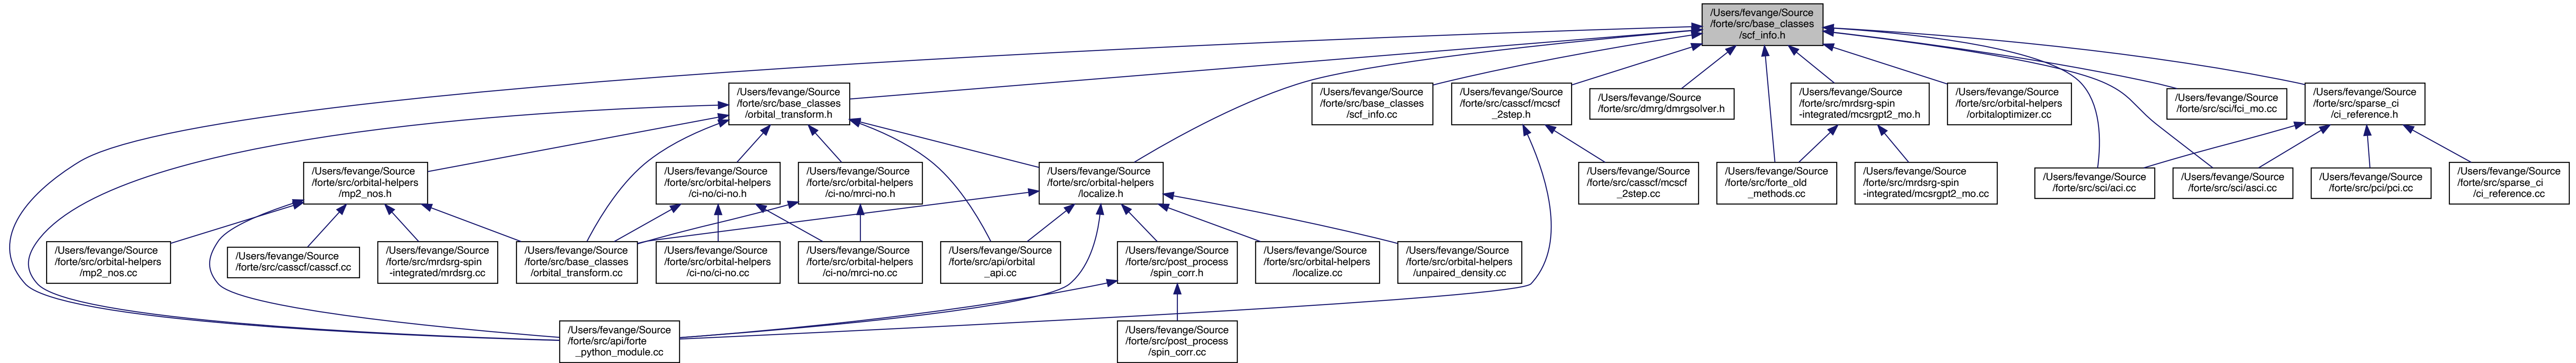 /Users/fevange/Source
/forte/src/base_classes
/scf_info.h
/Users/fevange/Source
forte/src/base_classes
/orbital_transform.h
/Users/fevange/Source
/forte/src/base_classes
/scf_info.cc
/Users/fevange/Source
/forte/src/casscf/mcscf
_2step.h
/Users/fevange/Source
forte/src/dmrg/dmrgsolver.h
/Users/fevange/Source
forte/src/mrdsrg-spin
-integrated/mcsrgpt2_mo.h
/Users/fevange/Source
forte/src/orbital-helpers
orbitaloptimizer.cc
/Users/fevange/Source
/forte/src/sci/fci_mo.cc
/Users/fevange/Source
/forte/src/sparse_ci
/ci_reference.h
/Users/fevange/Source
forte/src/orbital-helpers
/mp2_nos.h
/Users/fevange/Source
forte/src/orbital-helpers
/ci-no/ci-no.h
/Users/fevange/Source
forte/src/orbital-helpers
/ci-no/mrci-no.h
/Users/fevange/Source
forte/src/orbital-helpers
/localize.h
/Users/fevange/Source
/forte/src/casscf/mcscf
_2step.cc
/Users/fevange/Source
/forte/src/forte_old
_methods.cc
/Users/fevange/Source
forte/src/mrdsrg-spin
-integrated/mcsrgpt2_mo.cc
/Users/fevange/Source
/forte/src/sci/aci.cc
/Users/fevange/Source
/forte/src/sci/asci.cc
/Users/fevange/Source
/forte/src/pci/pci.cc
/Users/fevange/Source
/forte/src/sparse_ci
/ci_reference.cc
/Users/fevange/Source
forte/src/orbital-helpers
/mp2_nos.cc
/Users/fevange/Source
/forte/src/casscf/casscf.cc
/Users/fevange/Source
forte/src/mrdsrg-spin
-integrated/mrdsrg.cc
/Users/fevange/Source
forte/src/base_classes
/orbital_transform.cc
/Users/fevange/Source
forte/src/orbital-helpers
/ci-no/ci-no.cc
/Users/fevange/Source
forte/src/orbital-helpers
/ci-no/mrci-no.cc
/Users/fevange/Source
/forte/src/api/orbital
_api.cc
/Users/fevange/Source
/forte/src/post_process
/spin_corr.h
/Users/fevange/Source
forte/src/orbital-helpers
/localize.cc
/Users/fevange/Source
forte/src/orbital-helpers
/unpaired_density.cc
/Users/fevange/Source
/forte/src/api/forte
_python_module.cc
/Users/fevange/Source
/forte/src/post_process
/spin_corr.cc